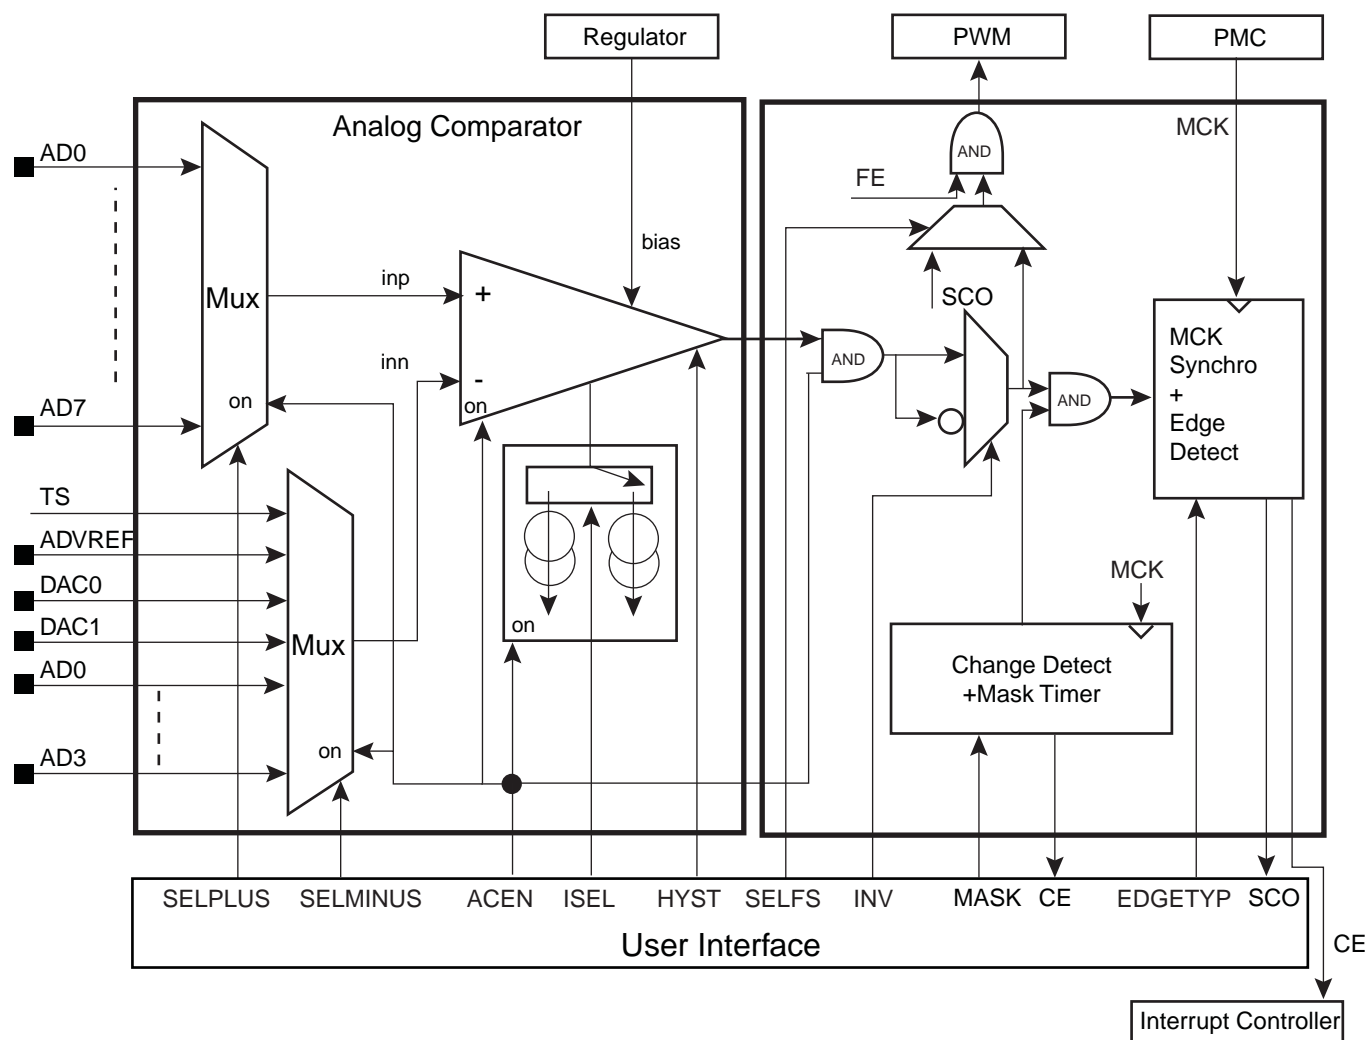 Regulator
PWM
PMC
Analog Comparator
MCK
AD0
AND
FE
bias
inp
Mux
+
SCO
MCK
Synchro
+
Edge
Detect
inn
AND
-
on
on
AND
AD7
TS
ADVREF
DAC0
MCK
DAC1
on
Mux
Change Detect
+Mask Timer
AD0
on
AD3
SELPLUS
SELMINUS
ACEN
ISEL
HYST
SELFS
INV
MASK
CE
EDGETYP
SCO
User Interface
CE
Interrupt Controller